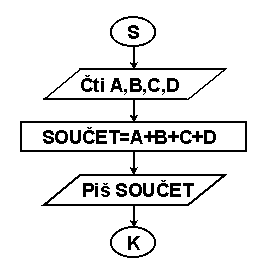 S
Čti A,B,C,D
SOUČET=A+B+C+D
Piš SOUČET
K